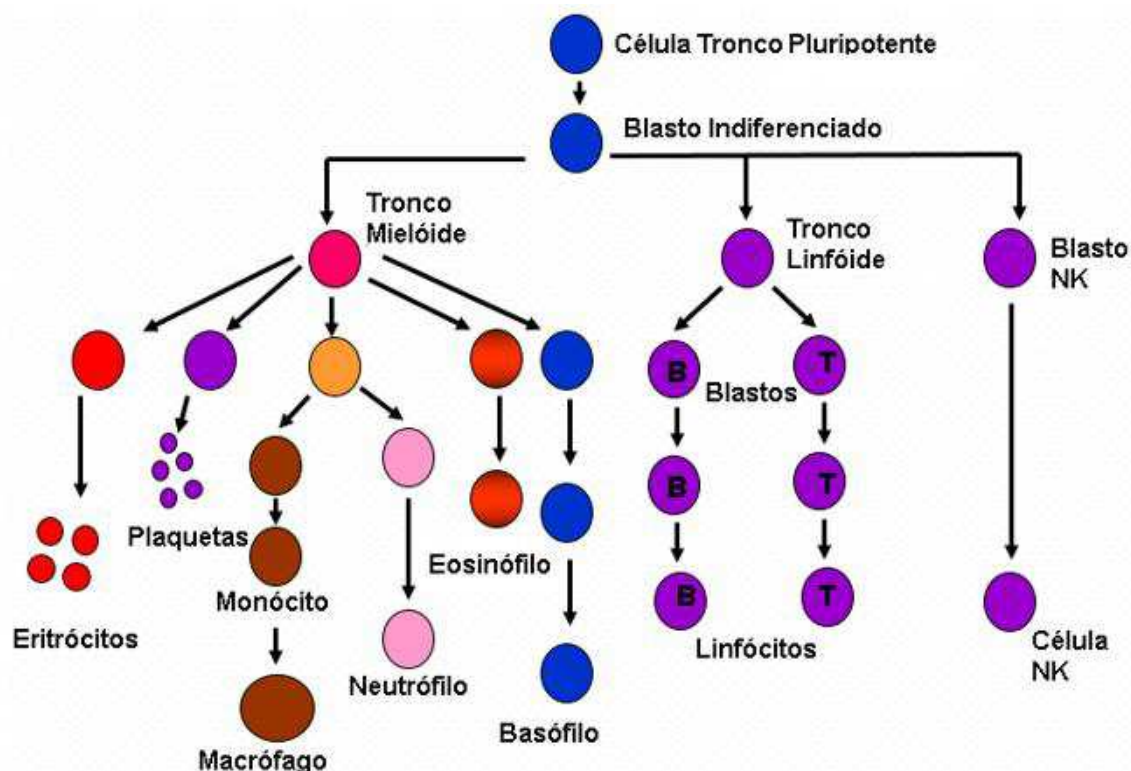 Célula Tronco Pluripotente
Blasto Indiferenciado
Tronco
Mielóide
Tronco
Linfóide
Blasto
NK
B
T
Blastos
B
T
Plaquetas
Eosinófilo
Monócito
B
T
Eritrócitos
Linfócitos
Célula
NK
Neutrófilo
Basófilo
Macrófago